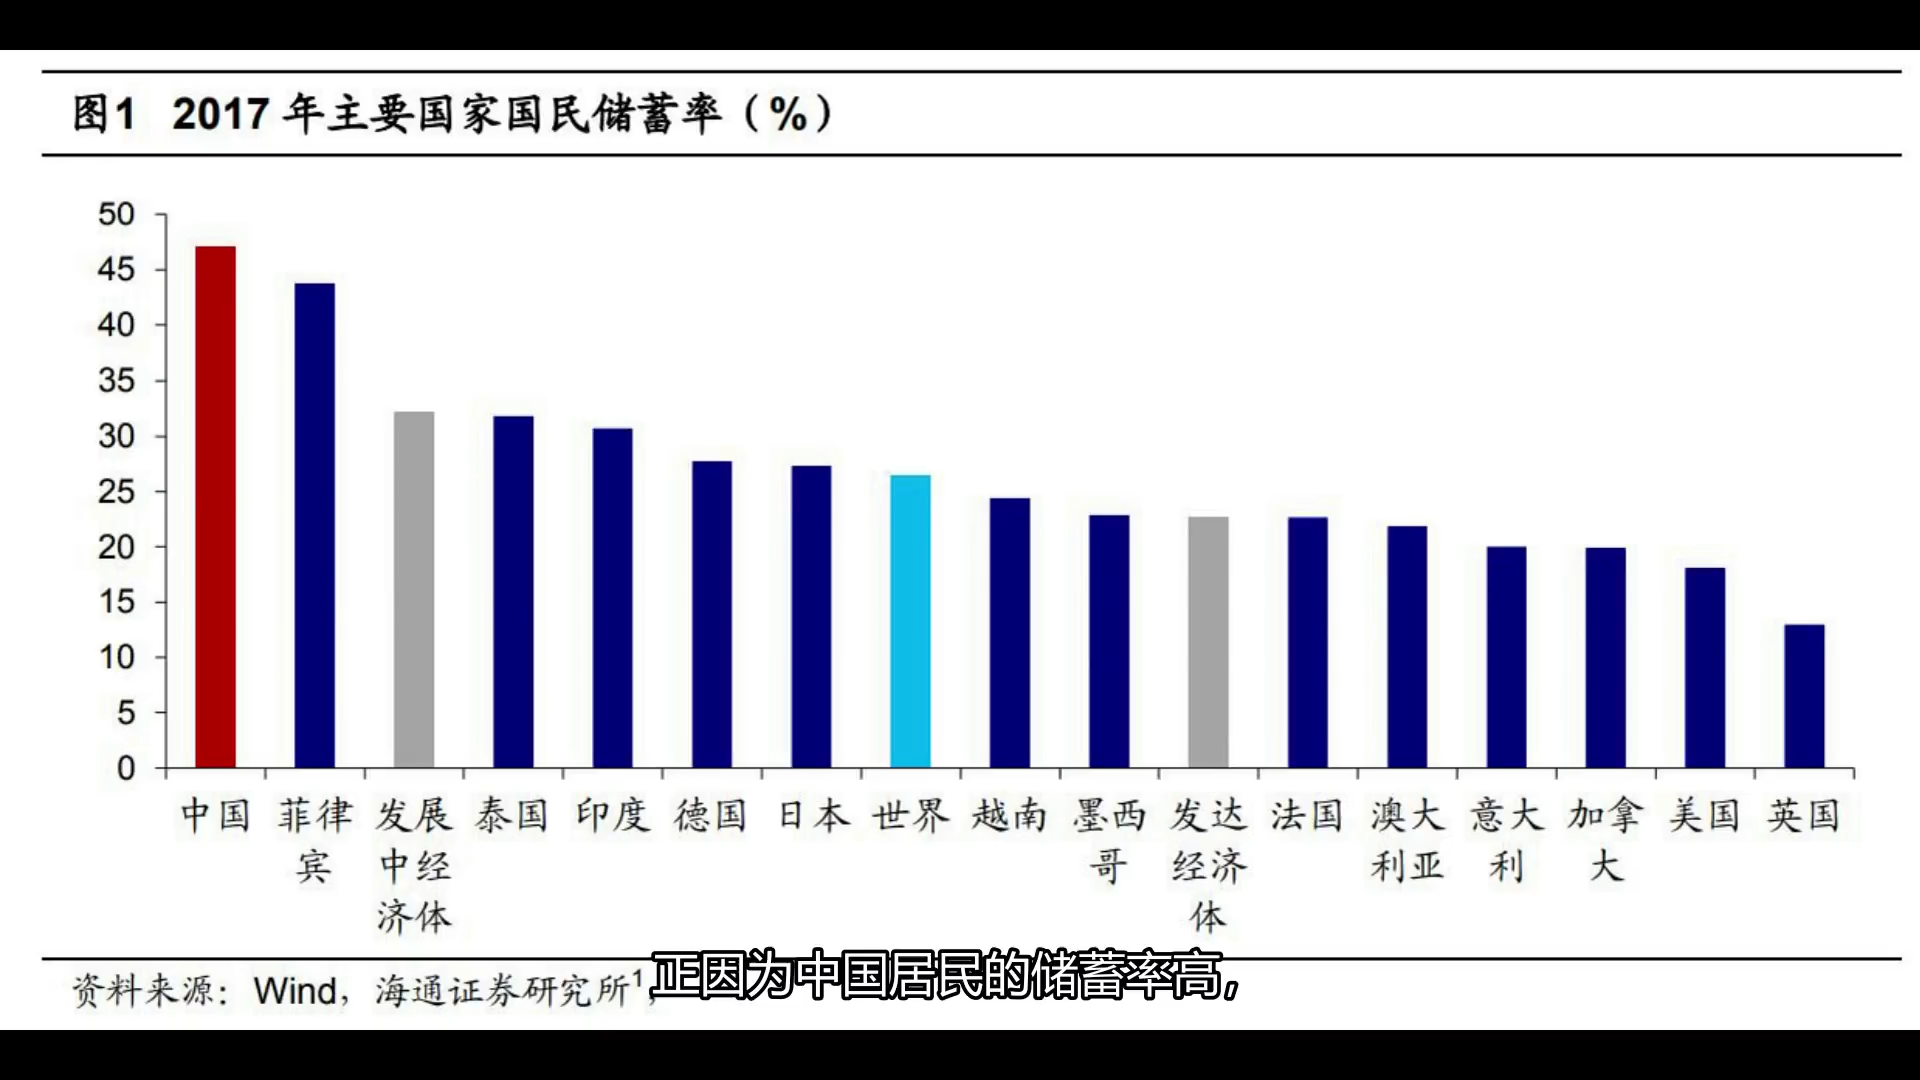 图1 2017 年主要国家国民储蓄率（%）
50
45
40
35
30
25
20
15
10
5
0
中国
菲律宾
发展中经济体
泰国
印度
德国
日本
世界
越南
墨西哥
发达经济体
法国
澳大利亚
意大利
加拿大
美国
英国
资料来源：Wind，海通证券研究所1，
正因为中国居民的储蓄率高，